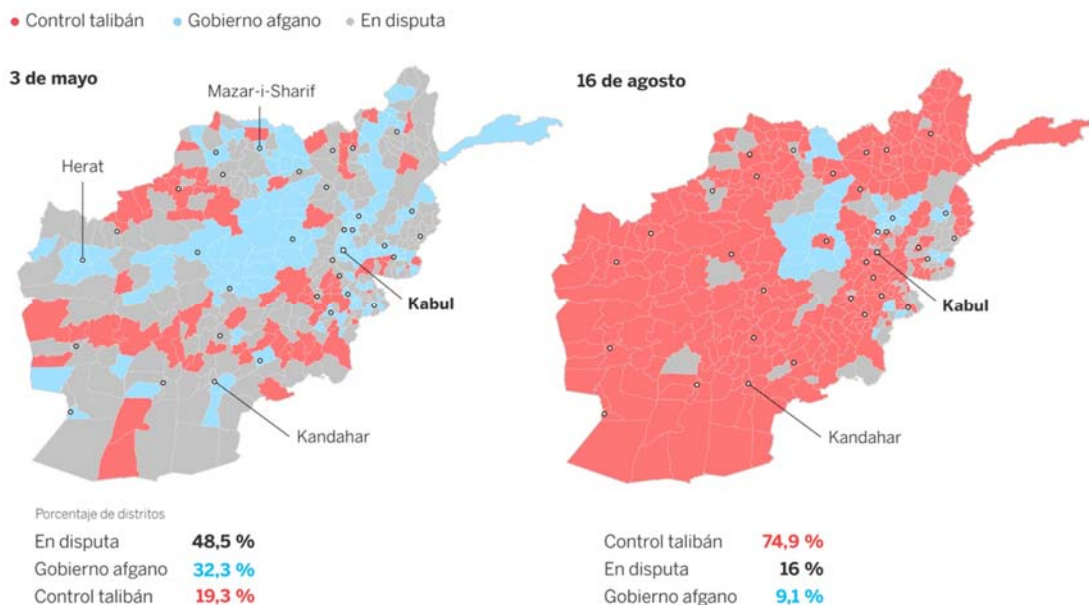 Control talibán Gobierno afgano En disputa
3 de mayo
Mazar-i-Sharif
Herat
Kabul
Kandahar
Porcentaje de distritos
En disputa 48,5 %
Gobierno afgano 32,3 %
Control talibán 19,3 %
16 de agosto
Kabul
Kandahar
Control talibán 74,9 %
En disputa 16 %
Gobierno afgano 9,1 %